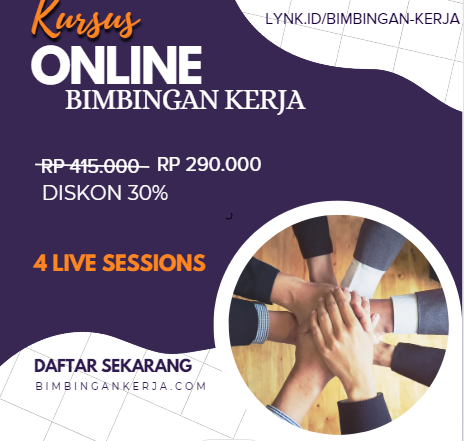 LYNK.ID/BIMBINGAN-KERJA
Kursus
ONLINE
BIMBINGAN KERJA
RP 415.000 RP 290.000
DISKON 30%
4 LIVE SESSIONS
DAFTAR SEKARANG
BIMBINGANKERJA.COM